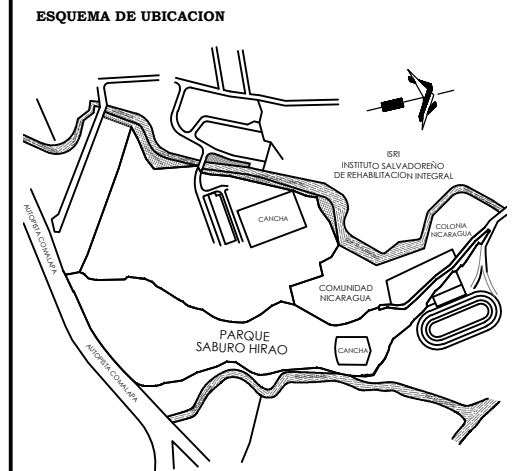 ESQUEMA DE UBICACION
ISRI
INSTITUTO SALVADOREÑO
DE REHABILITACION INTEGRAL
AUTOPISTA COMALAPA
CANCHA
COLONIA
NICARAGUA
COMUNIDAD
NICARAGUA
PARQUE
SABURO HIRAO
CANCHA
AUTOPISTA COMALAPA